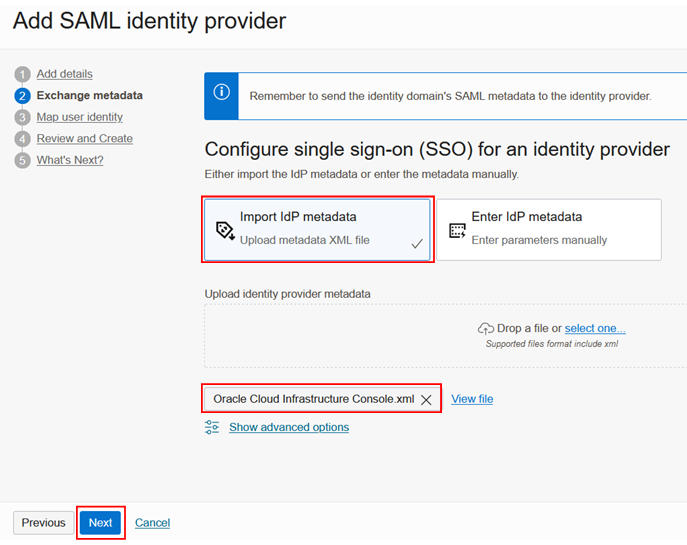 Add SAML identity provider
1 Add details
2 Exchange metadata
3 Map user identity
4 Review and Create
5 What's Next?
Remember to send the identity domain's SAML metadata to the identity provider.
Configure single sign-on (SSO) for an identity provider
Either import the IdP metadata or enter the metadata manually.
Import IdP metadata
Upload metadata XML file
Enter IdP metadata
Enter parameters manually
Upload identity provider metadata
Drop a file or select one...
Supported files format include xml
Oracle Cloud Infrastructure Console.xml View file
Show advanced options
Previous Next Cancel